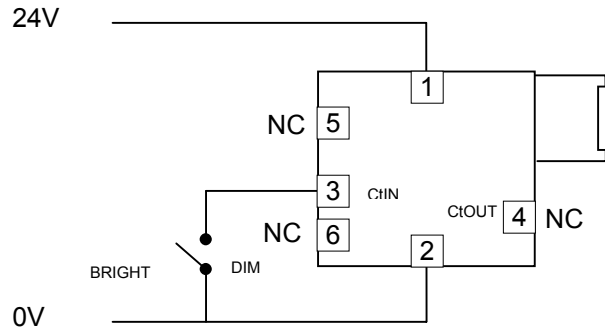 24V
1
NC 5
3 CtIN
CtOUT 4 NC
NC 6
2
BRIGHT DIM
0V